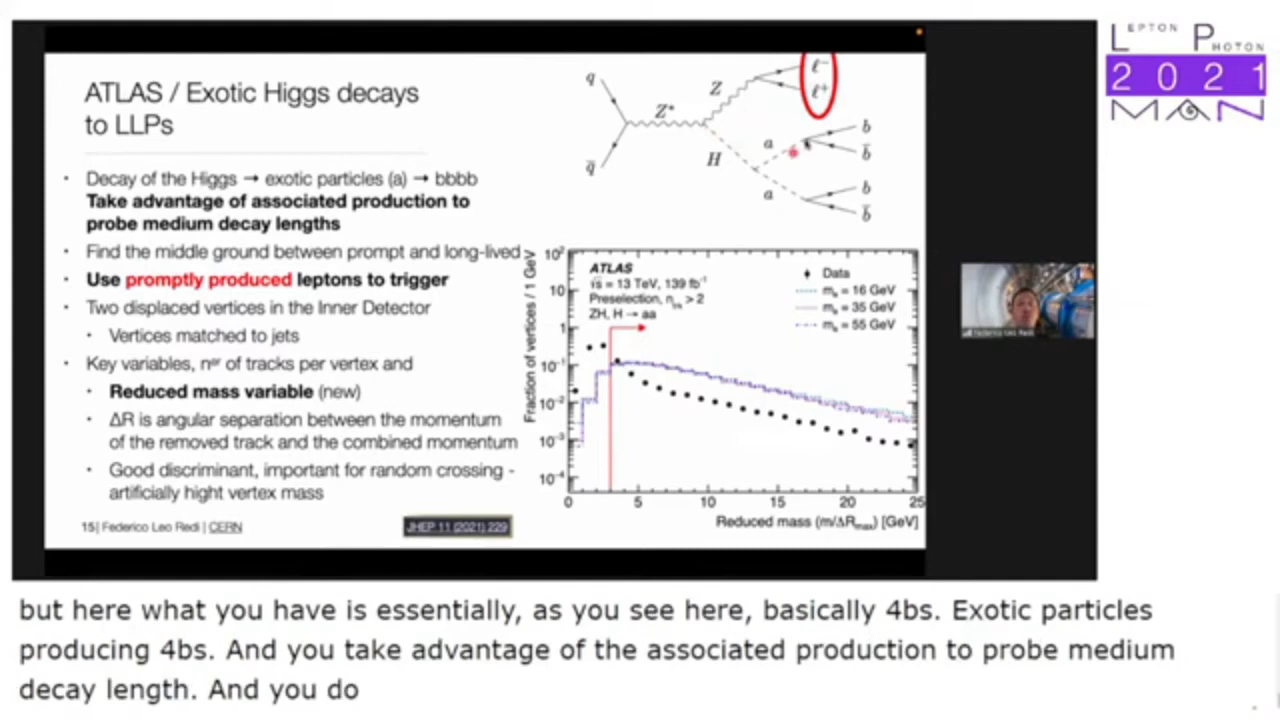 ATLAS / Exotic Higgs decays
to LLPs
• Decay of the Higgs → exotic particles (a) → bbbb
Take advantage of associated production to
probe medium decay lengths
• Find the middle ground between prompt and long-lived
• Use promptly produced leptons to trigger
• Two displaced vertices in the Inner Detector
• Vertices matched to jets
• Key variables, nᵉʳ of tracks per vertex and
• Reduced mass variable (new)
• ΔR is angular separation between the momentum
of the removed track and the combined momentum
• Good discriminant, important for random crossing -
artificially hight vertex mass
15| Federico Leo Redi | CERN
JHEP 11 (2021) 229
q
q̅
Z*
Z
H
ℓ⁻
ℓ⁺
a
a
b
b̅
b
b̅
ATLAS
√s = 13 TeV, 139 fb⁻¹
Preselection, n_trk > 2
ZH, H → aa
Data
mₐ = 16 GeV
mₐ = 35 GeV
mₐ = 55 GeV
Fraction of vertices / 1 GeV
10²
10
1
10⁻¹
10⁻²
10⁻³
10⁻⁴
0 5 10 15 20 25
Reduced mass (m/ΔR_max) [GeV]
Federico Leo Redi
LEPTON PHOTON
2021
MAN
but here what you have is essentially, as you see here, basically 4bs. Exotic particles
producing 4bs. And you take advantage of the associated production to probe medium
decay length. And you do